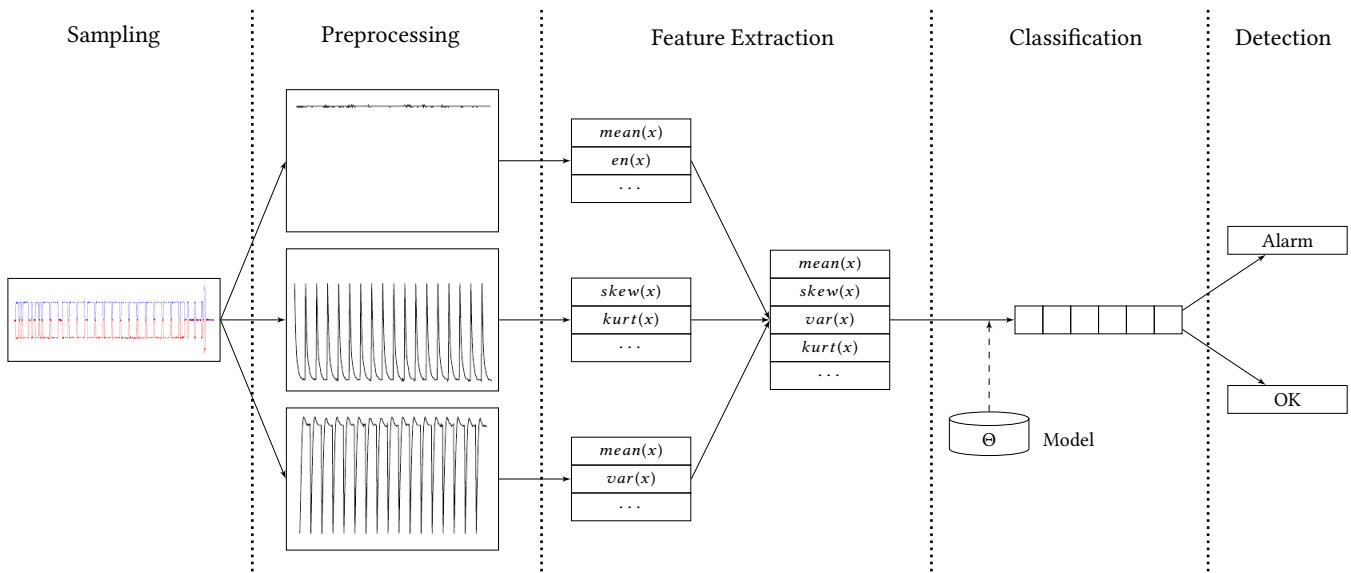 Sampling
Preprocessing
Feature Extraction
Classification
Detection
mean(x)
en(x)
· · ·
skew(x)
kurt(x)
· · ·
mean(x)
var(x)
· · ·
mean(x)
skew(x)
var(x)
kurt(x)
· · ·
Θ
Model
Alarm
OK